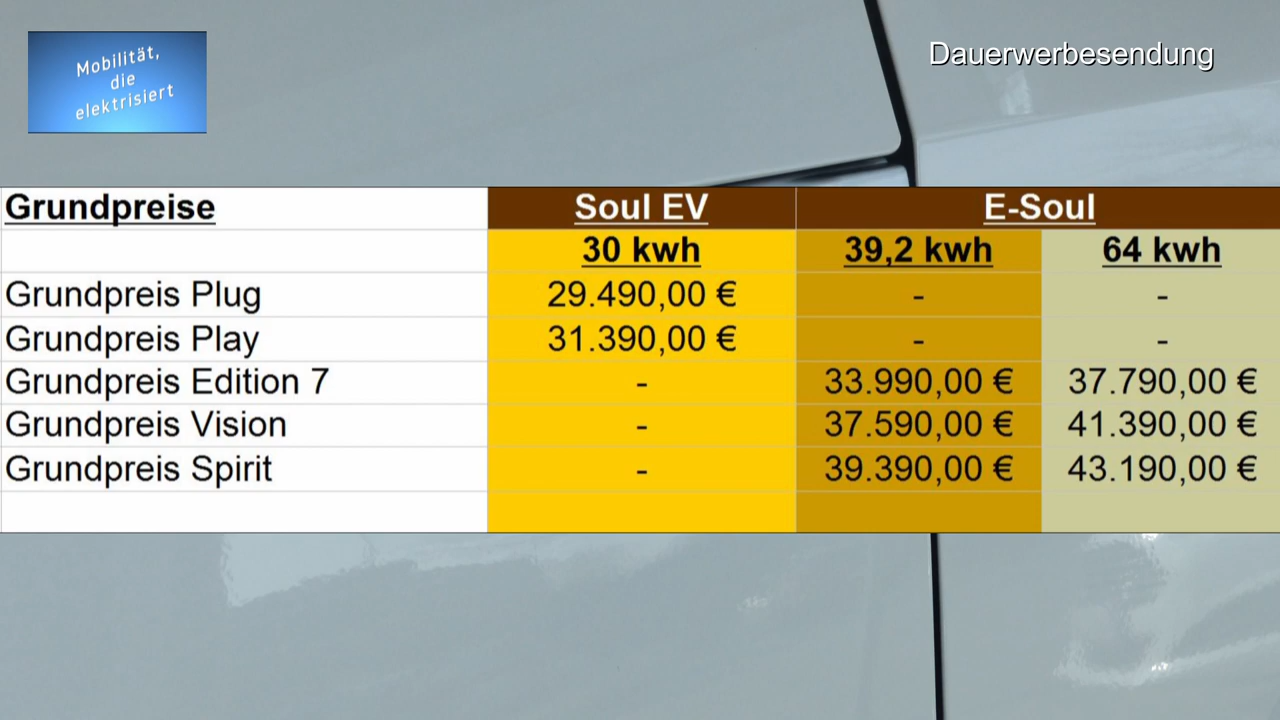 Mobilität,
die
elektrisiert
Dauerwerbesendung
Grundpreise Soul EV E-Soul
30 kwh 39,2 kwh 64 kwh
Grundpreis Plug 29.490,00 € - -
Grundpreis Play 31.390,00 € - -
Grundpreis Edition 7 - 33.990,00 € 37.790,00 €
Grundpreis Vision - 37.590,00 € 41.390,00 €
Grundpreis Spirit - 39.390,00 € 43.190,00 €